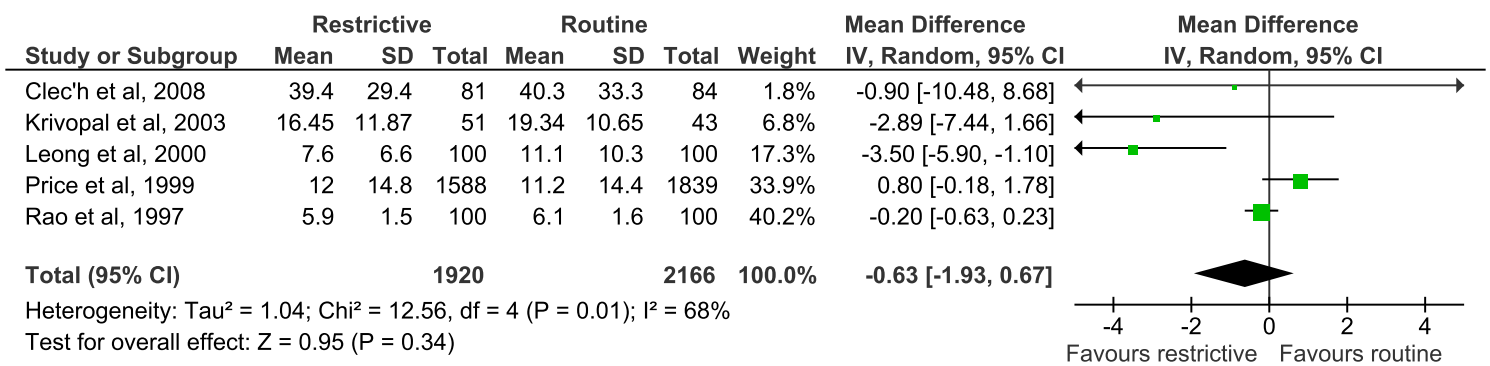 Restrictive Routine Mean Difference Mean Difference
Study or Subgroup Mean SD Total Mean SD Total Weight IV, Random, 95% CI IV, Random, 95% CI
Clec'h et al, 2008 39.4 29.4 81 40.3 33.3 84 1.8% -0.90 [-10.48, 8.68]
Krivopal et al, 2003 16.45 11.87 51 19.34 10.65 43 6.8% -2.89 [-7.44, 1.66]
Leong et al, 2000 7.6 6.6 100 11.1 10.3 100 17.3% -3.50 [-5.90, -1.10]
Price et al, 1999 12 14.8 1588 11.2 14.4 1839 33.9% 0.80 [-0.18, 1.78]
Rao et al, 1997 5.9 1.5 100 6.1 1.6 100 40.2% -0.20 [-0.63, 0.23]
Total (95% CI) 1920 2166 100.0% -0.63 [-1.93, 0.67]
Heterogeneity: Tau² = 1.04; Chi² = 12.56, df = 4 (P = 0.01); I² = 68%
Test for overall effect: Z = 0.95 (P = 0.34)
-4 -2 0 2 4
Favours restrictive Favours routine